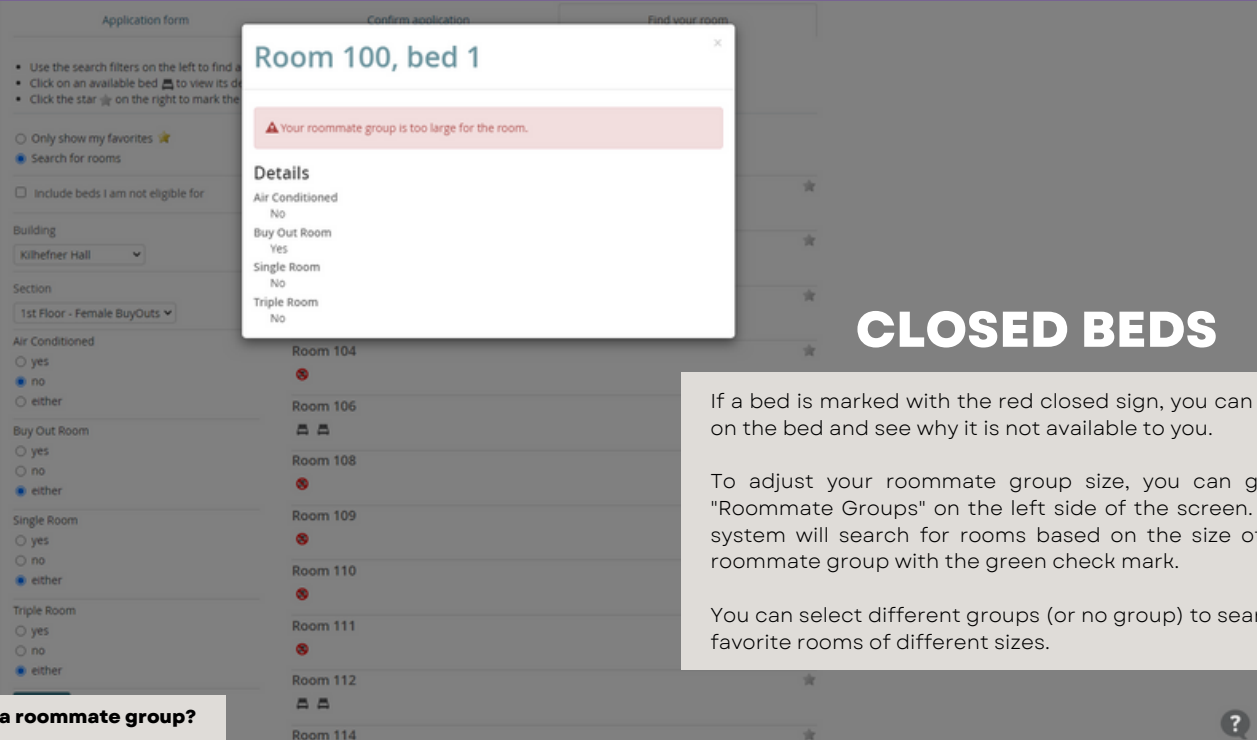 Application form
Confirm application
Find your room
Use the search filters on the left to find a
Click on an available bed to view its de
Click the star on the right to mark the
Only show my favorites
Search for rooms
Include beds I am not eligible for
Building
Kilhefner Hall
Section
1st Floor - Female BuyOuts
Air Conditioned
yes
no
either
Buy Out Room
yes
no
either
Single Room
yes
no
either
Triple Room
yes
no
either
a roommate group?
Room 100, bed 1
×
Your roommate group is too large for the room.
Details
Air Conditioned
No
Buy Out Room
Yes
Single Room
No
Triple Room
No
Room 104
Room 106
Room 108
Room 109
Room 110
Room 111
Room 112
Room 114
CLOSED BEDS
If a bed is marked with the red closed sign, you can
on the bed and see why it is not available to you.
To adjust your roommate group size, you can g
"Roommate Groups" on the left side of the screen.
system will search for rooms based on the size of
roommate group with the green check mark.
You can select different groups (or no group) to sear
favorite rooms of different sizes.
?